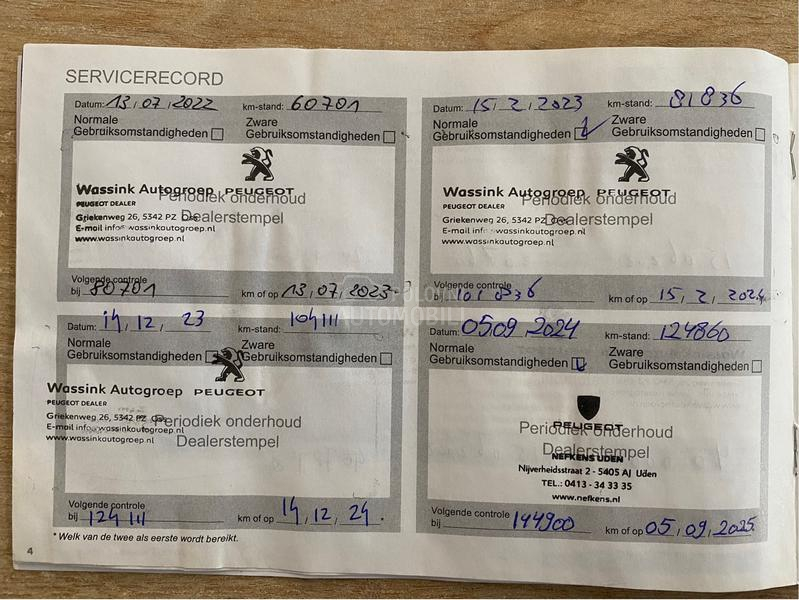 SERVICERECORD
Datum: 13 / 07 / 2022 km-stand: 60701
Normale Gebruiksomstandigheden Zware Gebruiksomstandigheden
Wassink Autogroep PEUGEOT
PEUGEOT DEALER
Periodiek onderhoud
Griekenweg 26, 5342 PZ Oss
Dealerstempel
E-mail info@wassinkautogroep.nl
www.wassinkautogroep.nl
Volgende controle
bij 80701 km of op 13 / 07 / 2023
Datum: 15 / 2 / 2023 km-stand: 81836
Normale Gebruiksomstandigheden Zware Gebruiksomstandigheden
Wassink Autogroep PEUGEOT
PEUGEOT DEALER
Periodiek onderhoud
Griekenweg 26, 5342 PZ Oss
Dealerstempel
E-mail info@wassinkautogroep.nl
www.wassinkautogroep.nl
Volgende controle
bij 101836 km of op 15 / 2 / 2024
Datum: 14 / 12 / 23 km-stand: 104111
Normale Gebruiksomstandigheden Zware Gebruiksomstandigheden
Wassink Autogroep PEUGEOT
PEUGEOT DEALER
Griekenweg 26, 5342 PZ Oss
Periodiek onderhoud
E-mail info@wassinkautogroep.nl
www.wassinkautogroep.nl
Dealerstempel
Volgende controle
bij 124111 km of op 14 / 12 / 24
Datum: 05 09 / 2024 km-stand: 124860
Normale Gebruiksomstandigheden Zware Gebruiksomstandigheden
PEUGEOT
Periodiek onderhoud
Dealerstempel
NEFKENS UDEN
Nijverheidsstraat 2 - 5405 AJ Uden
TEL.: 0413 - 34 33 35
www.nefkens.nl
Volgende controle
bij 144900 km of op 05 / 09 / 2025
* Welk van de twee als eerste wordt bereikt.
4
AUTOMOBILI